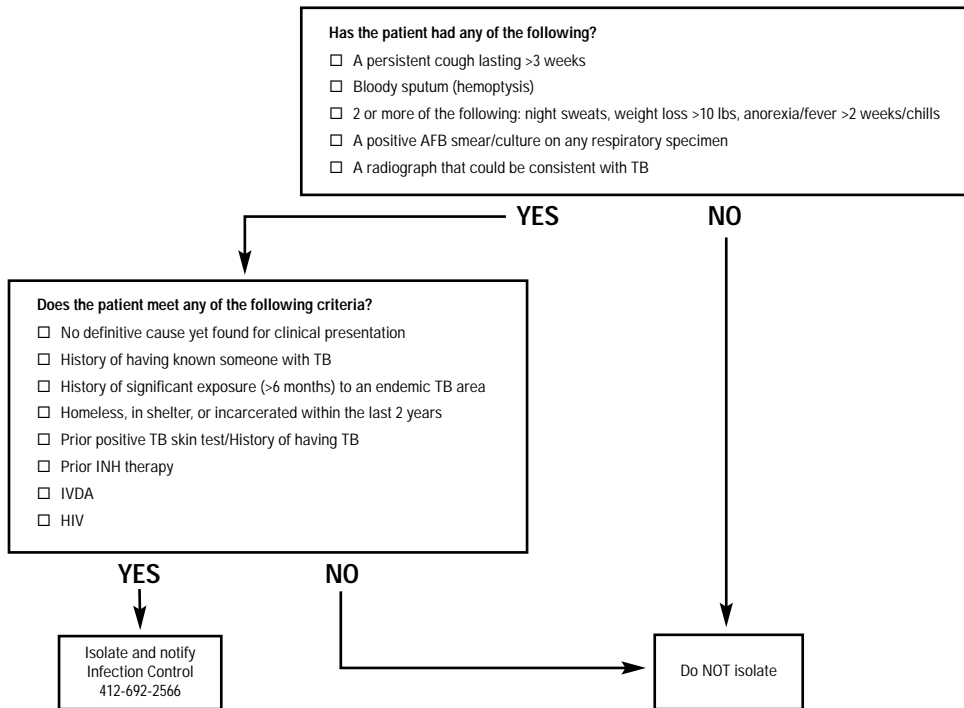 Has the patient had any of the following?
☐ A persistent cough lasting >3 weeks
☐ Bloody sputum (hemoptysis)
☐ 2 or more of the following: night sweats, weight loss >10 lbs, anorexia/fever >2 weeks/chills
☐ A positive AFB smear/culture on any respiratory specimen
☐ A radiograph that could be consistent with TB
YES
NO
Does the patient meet any of the following criteria?
☐ No definitive cause yet found for clinical presentation
☐ History of having known someone with TB
☐ History of significant exposure (>6 months) to an endemic TB area
☐ Homeless, in shelter, or incarcerated within the last 2 years
☐ Prior positive TB skin test/History of having TB
☐ Prior INH therapy
☐ IVDA
☐ HIV
YES
NO
Isolate and notify
Infection Control
412-692-2566
Do NOT isolate